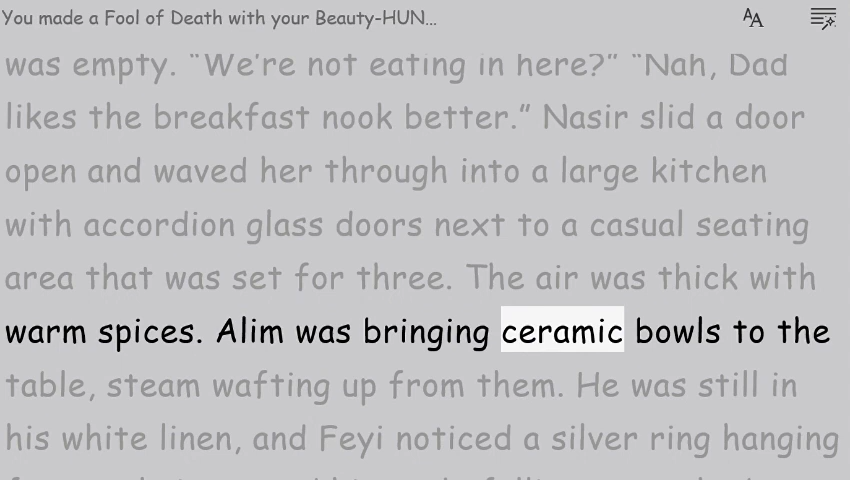 You made a Fool of Death with your Beauty-HUN...
AA
was empty. “We’re not eating in here?” “Nah, Dad
likes the breakfast nook better.” Nasir slid a door
open and waved her through into a large kitchen
with accordion glass doors next to a casual seating
area that was set for three. The air was thick with
warm spices. Alim was bringing ceramic bowls to the
table, steam wafting up from them. He was still in
his white linen, and Feyi noticed a silver ring hanging